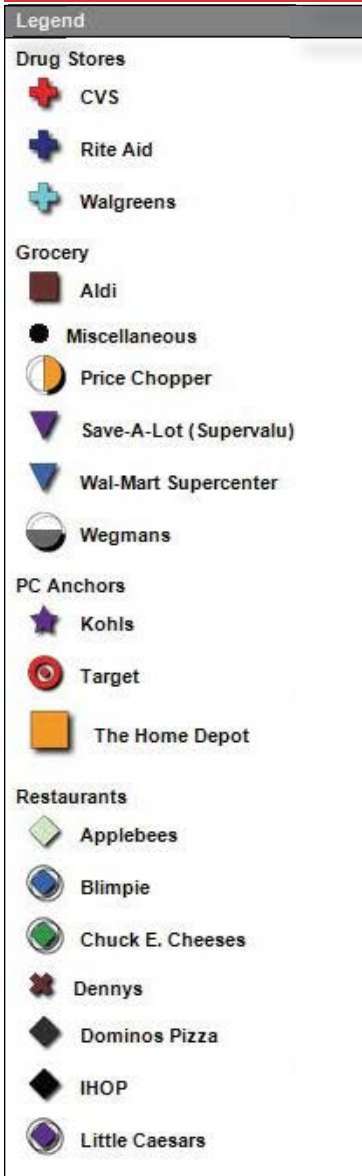 Legend
Drug Stores
CVS
Rite Aid
Walgreens
Grocery
Aldi
Miscellaneous
Price Chopper
Save-A-Lot (Supervalu)
Wal-Mart Supercenter
Wegmans
PC Anchors
Kohls
Target
The Home Depot
Restaurants
Applebees
Blimpie
Chuck E. Cheeses
Dennys
Dominos Pizza
IHOP
Little Caesars